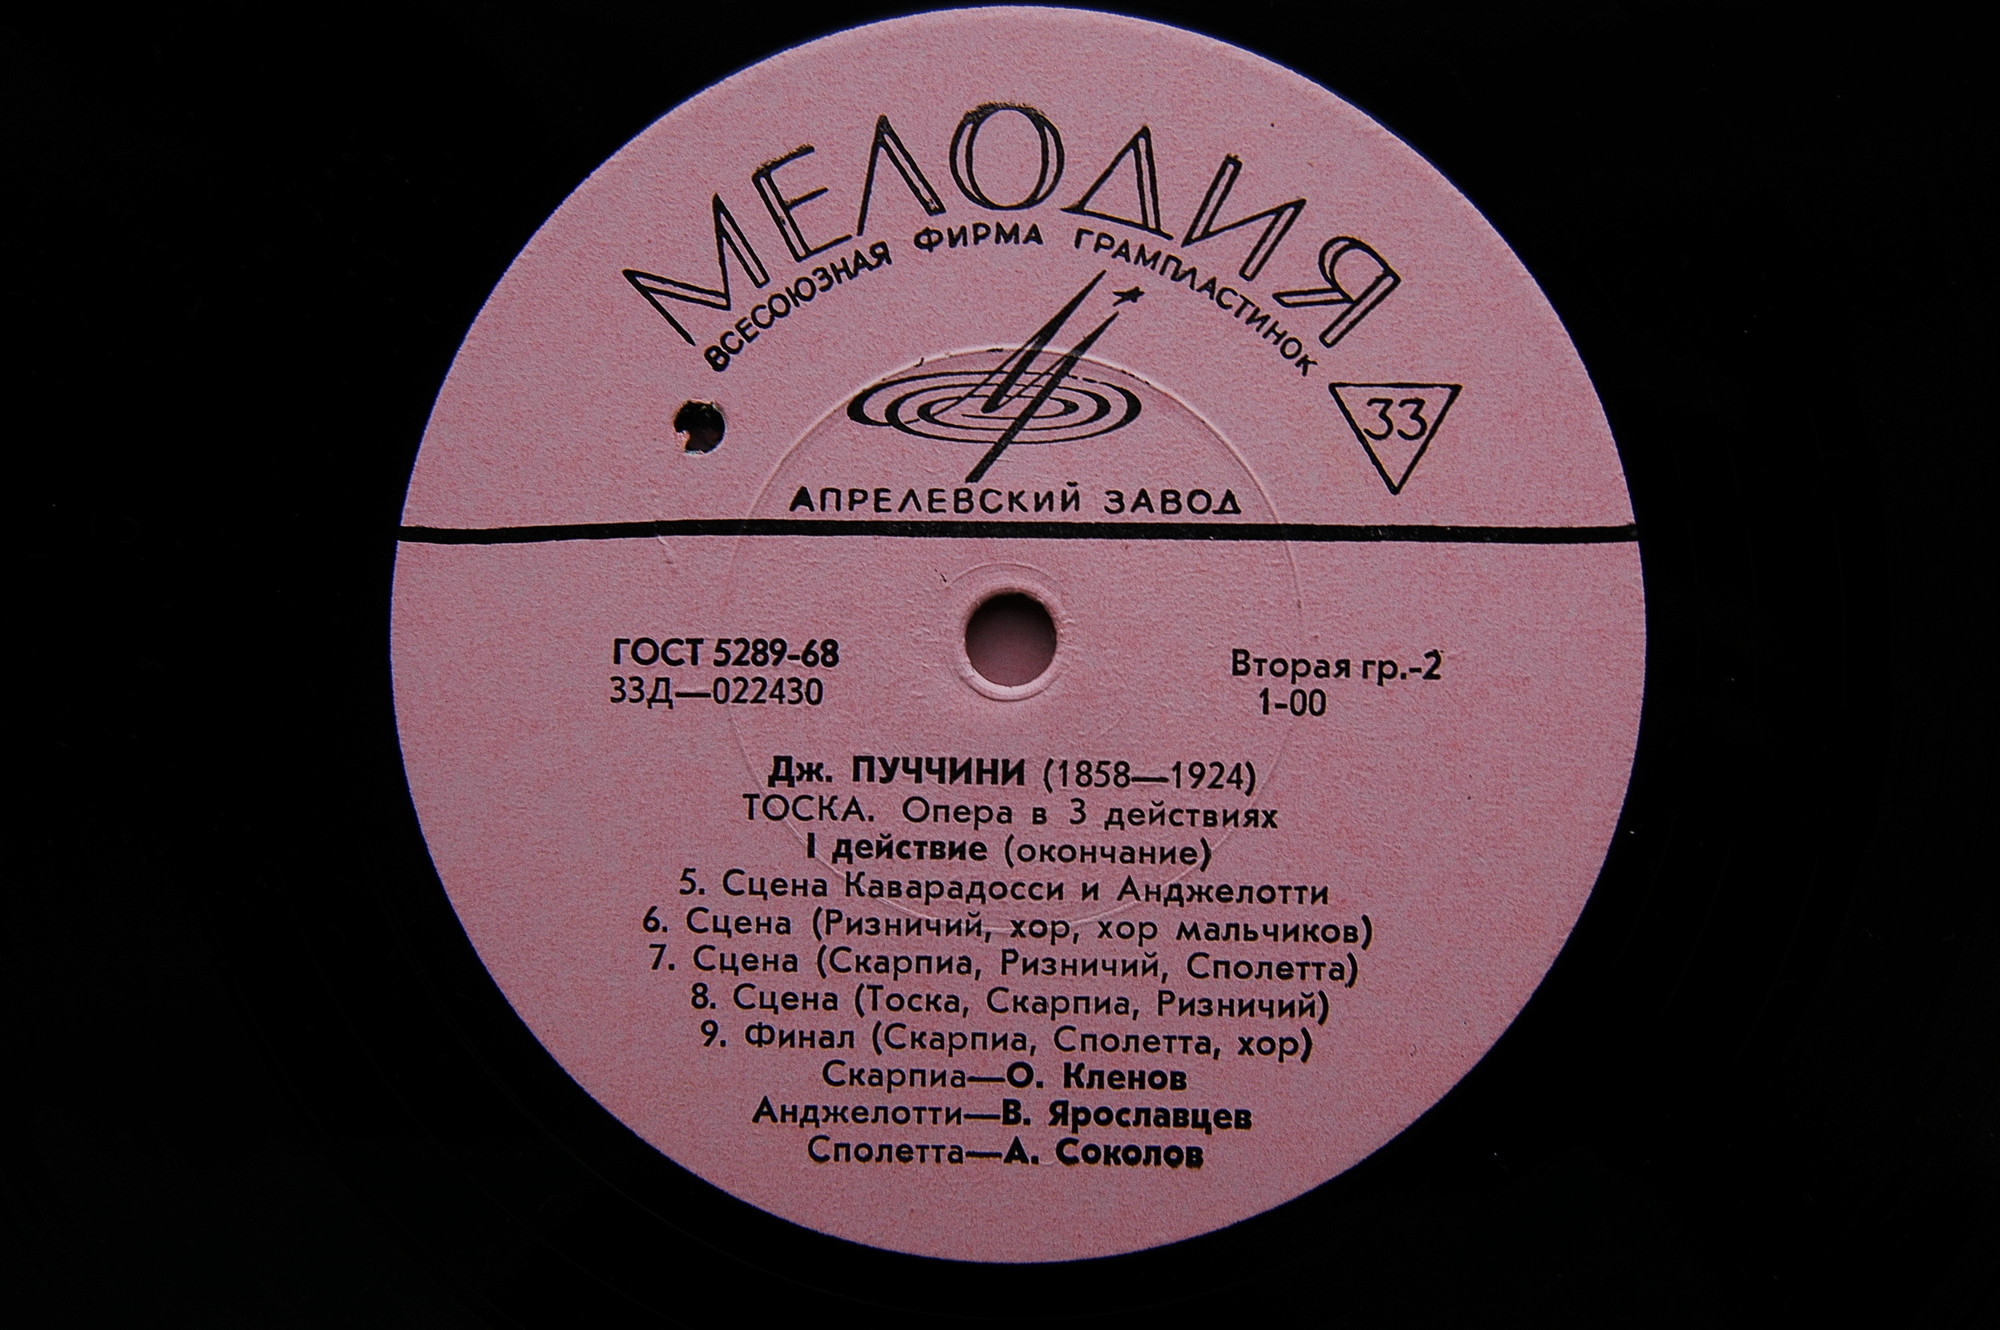 МЕЛОДИЯ
ВСЕСОЮЗНАЯ ФИРМА ГРАМПЛАСТИНОК
33
АПРЕЛЕВСКИЙ ЗАВОД
ГОСТ 5289-68
33Д—022430
Вторая гр.-2
1-00
Дж. ПУЧЧИНИ (1858—1924)
ТОСКА. Опера в 3 действиях
I действие (окончание)
5. Сцена Каварадосси и Анджелотти
6. Сцена (Ризничий, хор, хор мальчиков)
7. Сцена (Скарпиа, Ризничий, Сполетта)
8. Сцена (Тоска, Скарпиа, Ризничий)
9. Финал (Скарпиа, Сполетта, хор)
Скарпиа—О. Кленов
Анджелотти—В. Ярославцев
Сполетта—А. Соколов